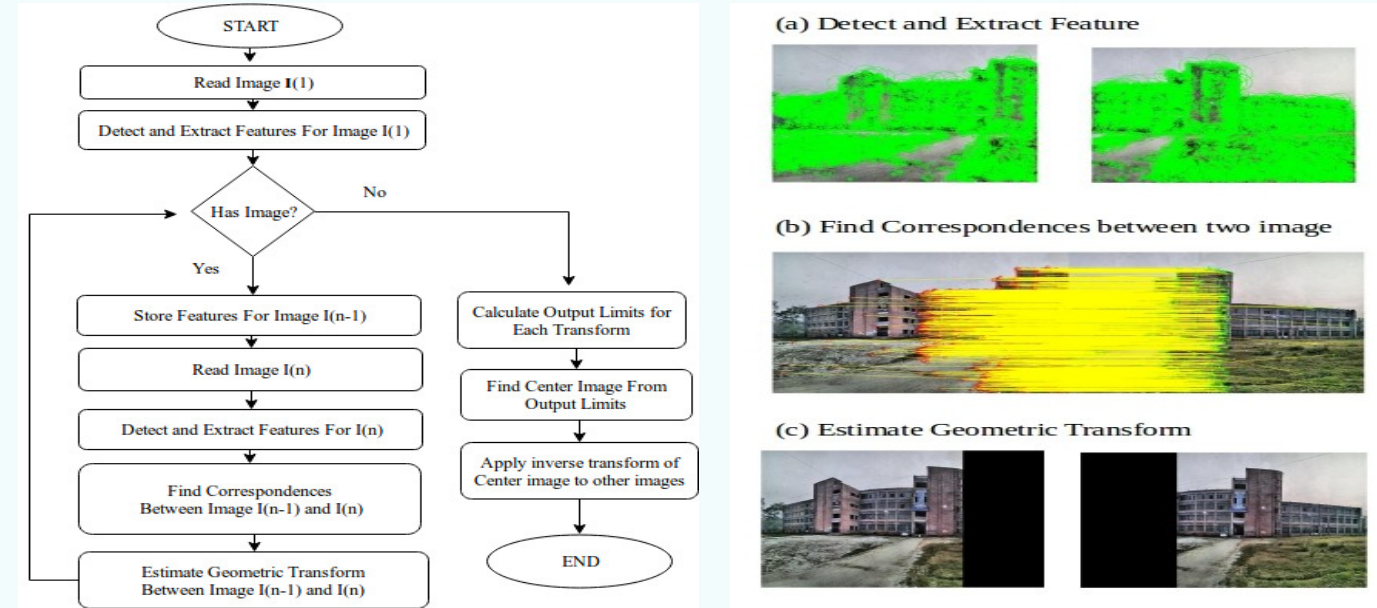 START
Read Image I(1)
Detect and Extract Features For Image I(1)
Has Image?
No
Yes
Store Features For Image I(n-1)
Read Image I(n)
Detect and Extract Features For I(n)
Find Correspondences
Between Image I(n-1) and I(n)
Estimate Geometric Transform
Between Image I(n-1) and I(n)
Calculate Output Limits for
Each Transform
Find Center Image From
Output Limits
Apply inverse transform of
Center image to other images
END
(a) Detect and Extract Feature
(b) Find Correspondences between two image
(c) Estimate Geometric Transform